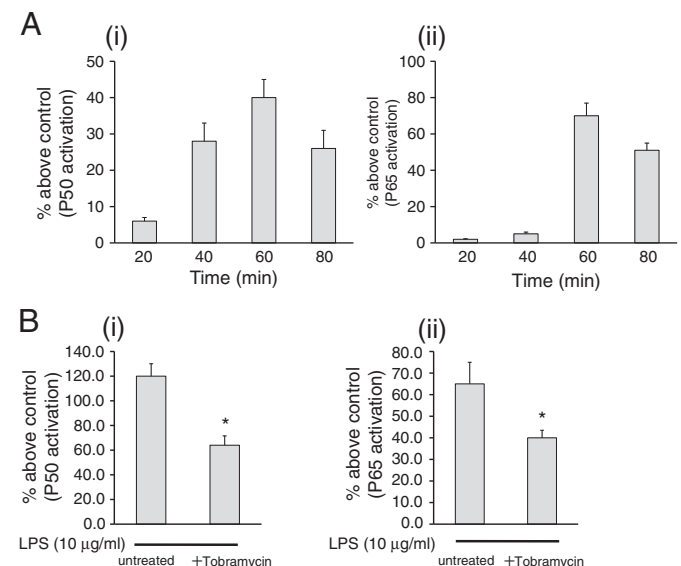 A
(i)
(ii)
% above control
(P50 activation)
50
40
30
20
10
0
20 40 60 80
Time (min)
% above control
(P65 activation)
100
80
60
40
20
0
20 40 60 80
Time (min)
B
(i)
(ii)
% above control
(P50 activation)
140.0
120.0
100.0
80.0
60.0
40.0
20.0
0.0
*
LPS (10 µg/ml)
untreated +Tobramycin
% above control
(P65 activation)
80.0
70.0
60.0
50.0
40.0
30.0
20.0
10.0
0.0
*
LPS (10 µg/ml)
untreated +Tobramycin